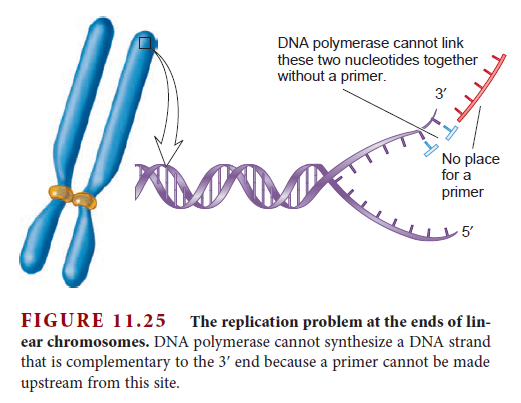 DNA polymerase cannot link
these two nucleotides together
without a primer.
3′
No place
for a
primer
5′
FIGURE 11.25 The replication problem at the ends of lin-
ear chromosomes. DNA polymerase cannot synthesize a DNA strand
that is complementary to the 3′ end because a primer cannot be made
upstream from this site.